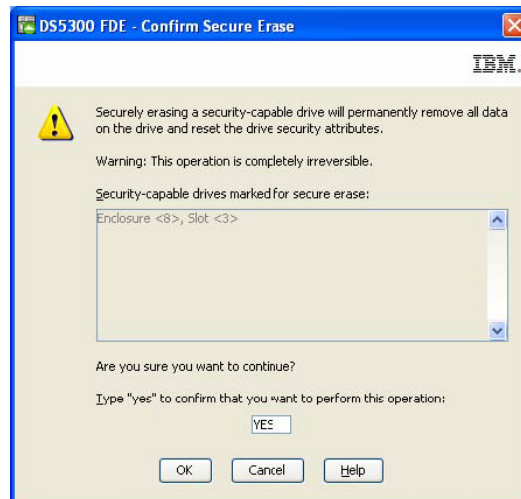 DS5300 FDE - Confirm Secure Erase
IBM.
Securely erasing a security-capable drive will permanently remove all data
on the drive and reset the drive security attributes.
Warning: This operation is completely irreversible.
Security-capable drives marked for secure erase:
Enclosure <8>, Slot <3>
Are you sure you want to continue?
Type "yes" to confirm that you want to perform this operation:
YES
OK Cancel Help